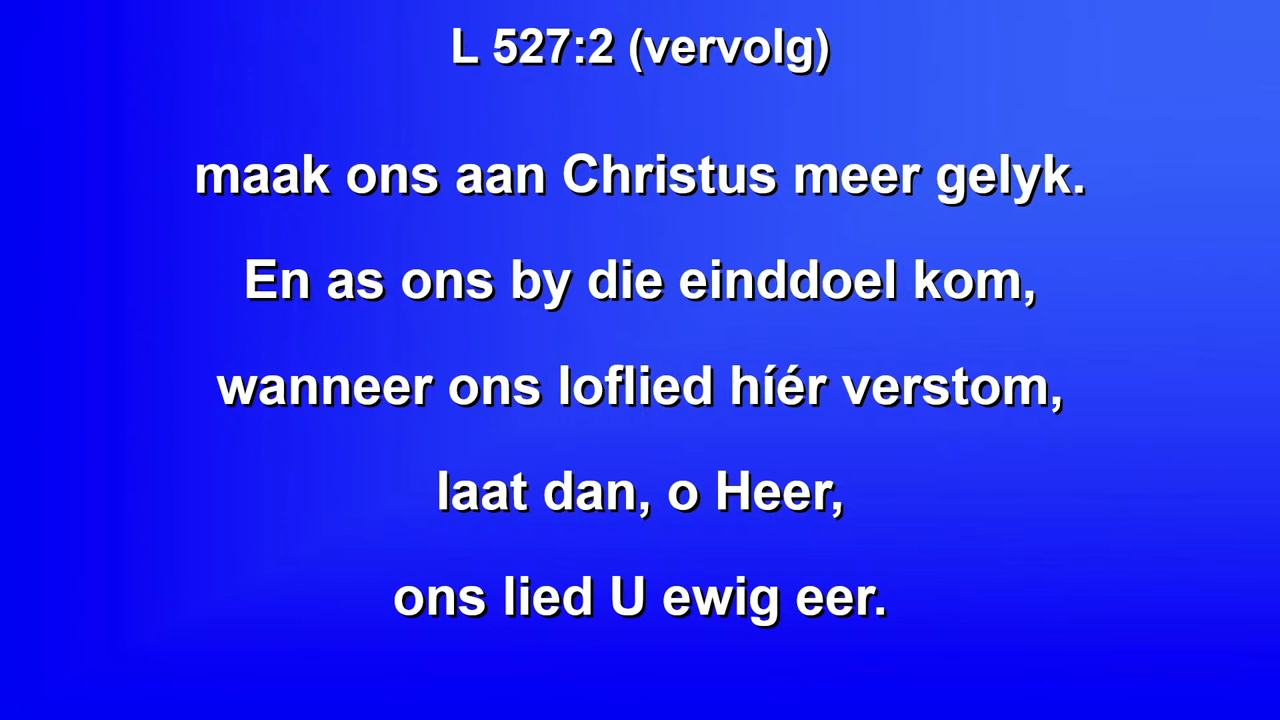 L 527:2 (vervolg)
maak ons aan Christus meer gelyk.
En as ons by die einddoel kom,
wanneer ons loflied híér verstom,
laat dan, o Heer,
ons lied U ewig eer.